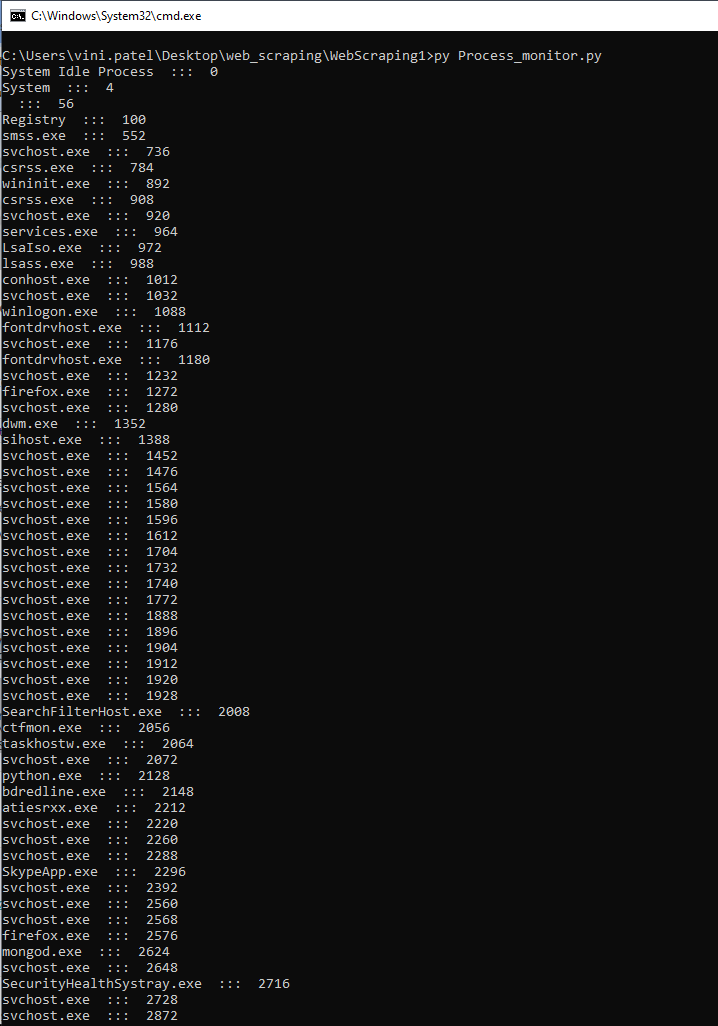 C:\Windows\System32\cmd.exe
C:\Users\vini.patel\Desktop\web_scraping\WebScraping1>py Process_monitor.py
System Idle Process  :::  0
System  :::  4
  :::  56
Registry  :::  100
smss.exe  :::  552
svchost.exe  :::  736
csrss.exe  :::  784
wininit.exe  :::  892
csrss.exe  :::  908
svchost.exe  :::  920
services.exe  :::  964
LsaIso.exe  :::  972
lsass.exe  :::  988
conhost.exe  :::  1012
svchost.exe  :::  1032
winlogon.exe  :::  1088
fontdrvhost.exe  :::  1112
svchost.exe  :::  1176
fontdrvhost.exe  :::  1180
svchost.exe  :::  1232
firefox.exe  :::  1272
svchost.exe  :::  1280
dwm.exe  :::  1352
sihost.exe  :::  1388
svchost.exe  :::  1452
svchost.exe  :::  1476
svchost.exe  :::  1564
svchost.exe  :::  1580
svchost.exe  :::  1596
svchost.exe  :::  1612
svchost.exe  :::  1704
svchost.exe  :::  1732
svchost.exe  :::  1740
svchost.exe  :::  1772
svchost.exe  :::  1888
svchost.exe  :::  1896
svchost.exe  :::  1904
svchost.exe  :::  1912
svchost.exe  :::  1920
svchost.exe  :::  1928
SearchFilterHost.exe  :::  2008
ctfmon.exe  :::  2056
taskhostw.exe  :::  2064
svchost.exe  :::  2072
python.exe  :::  2128
bdredline.exe  :::  2148
atiesrxx.exe  :::  2212
svchost.exe  :::  2220
svchost.exe  :::  2260
svchost.exe  :::  2288
SkypeApp.exe  :::  2296
svchost.exe  :::  2392
svchost.exe  :::  2560
svchost.exe  :::  2568
firefox.exe  :::  2576
mongod.exe  :::  2624
svchost.exe  :::  2648
SecurityHealthSystray.exe  :::  2716
svchost.exe  :::  2728
svchost.exe  :::  2872